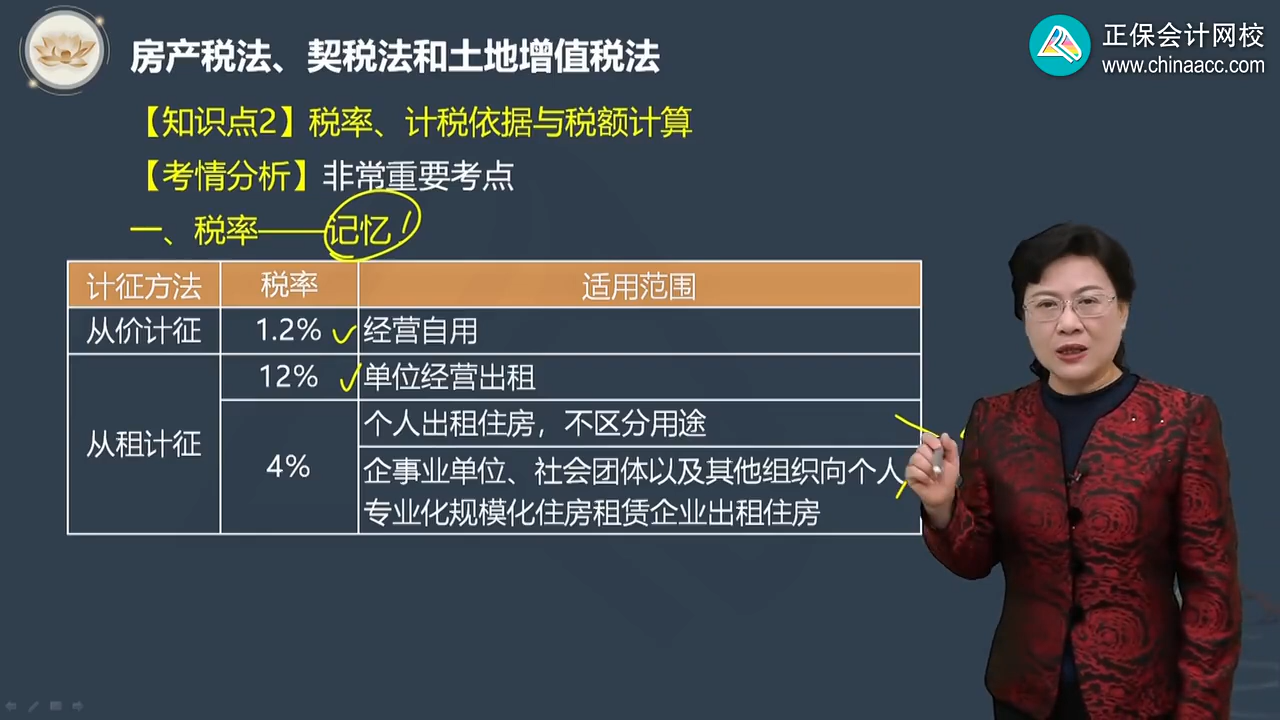 房产税法、契税法和土地增值税法
正保会计网校
www.chinaacc.com
【知识点2】税率、计税依据与税额计算
【考情分析】非常重要考点
一、税率——记忆！
计征方法 税率 适用范围
从价计征 1.2% 经营自用
从租计征 12% 单位经营出租
4% 个人出租住房，不区分用途
企事业单位、社会团体以及其他组织向个人
专业化规模化住房租赁企业出租住房